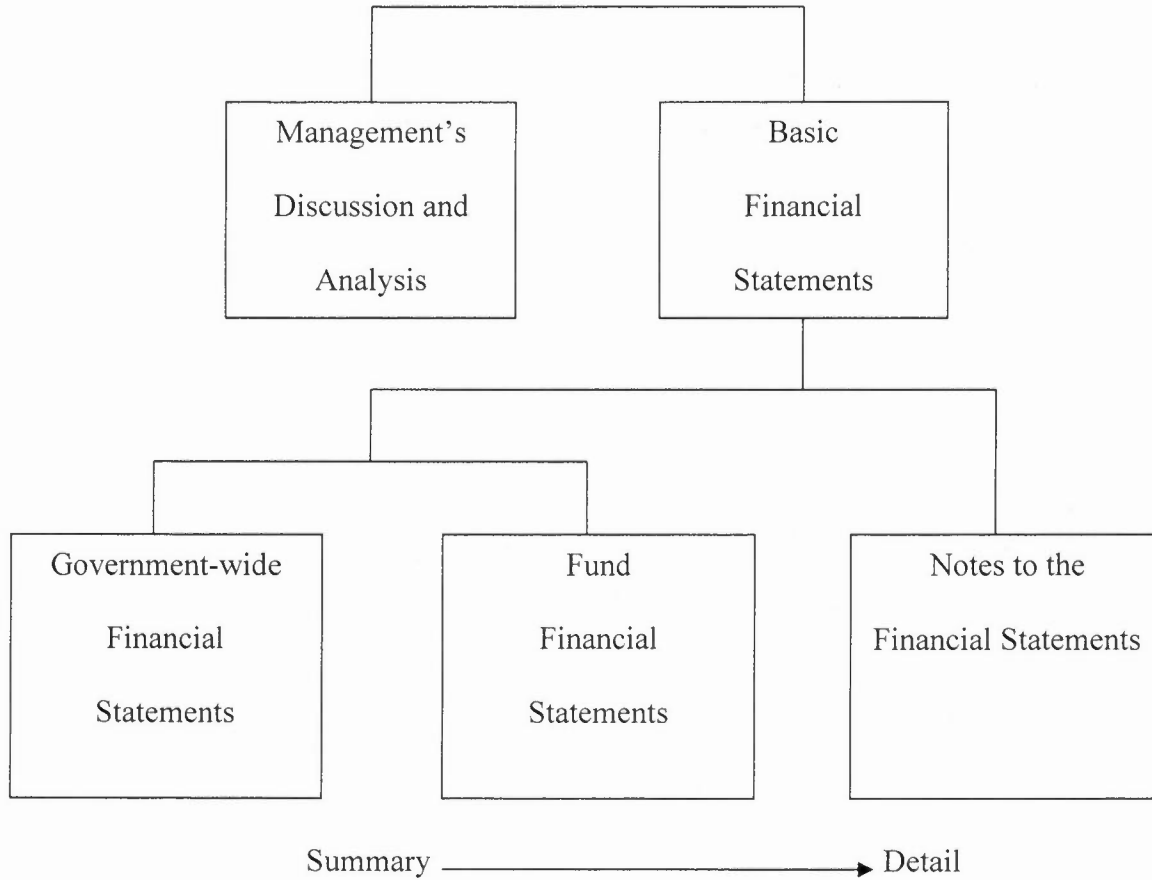 Management’s
Discussion and
Analysis
Basic
Financial
Statements
Government-wide
Financial
Statements
Fund
Financial
Statements
Notes to the
Financial Statements
Summary
Detail